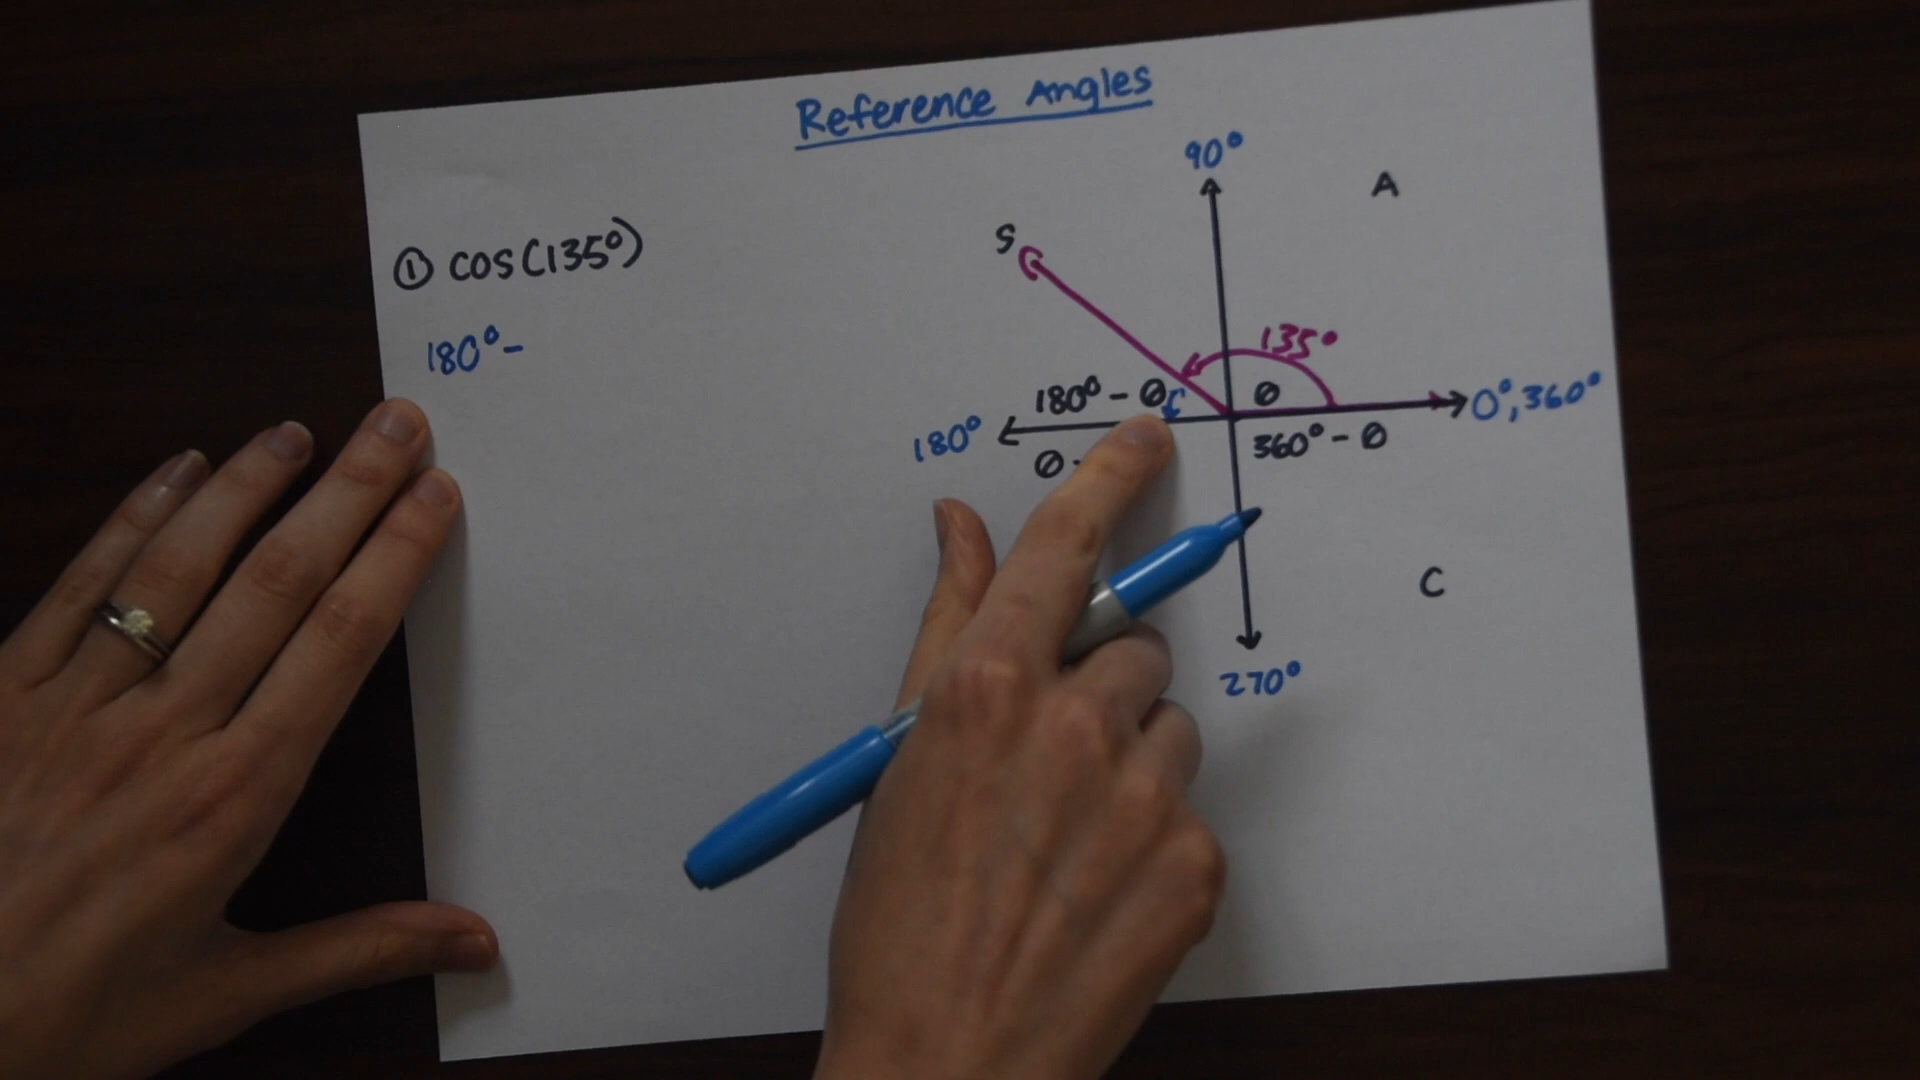 Reference Angles
① cos(135°)
180°-
90°
A
S
135°
180° - θ
θ
0°, 360°
180°
θ -
360° - θ
C
270°